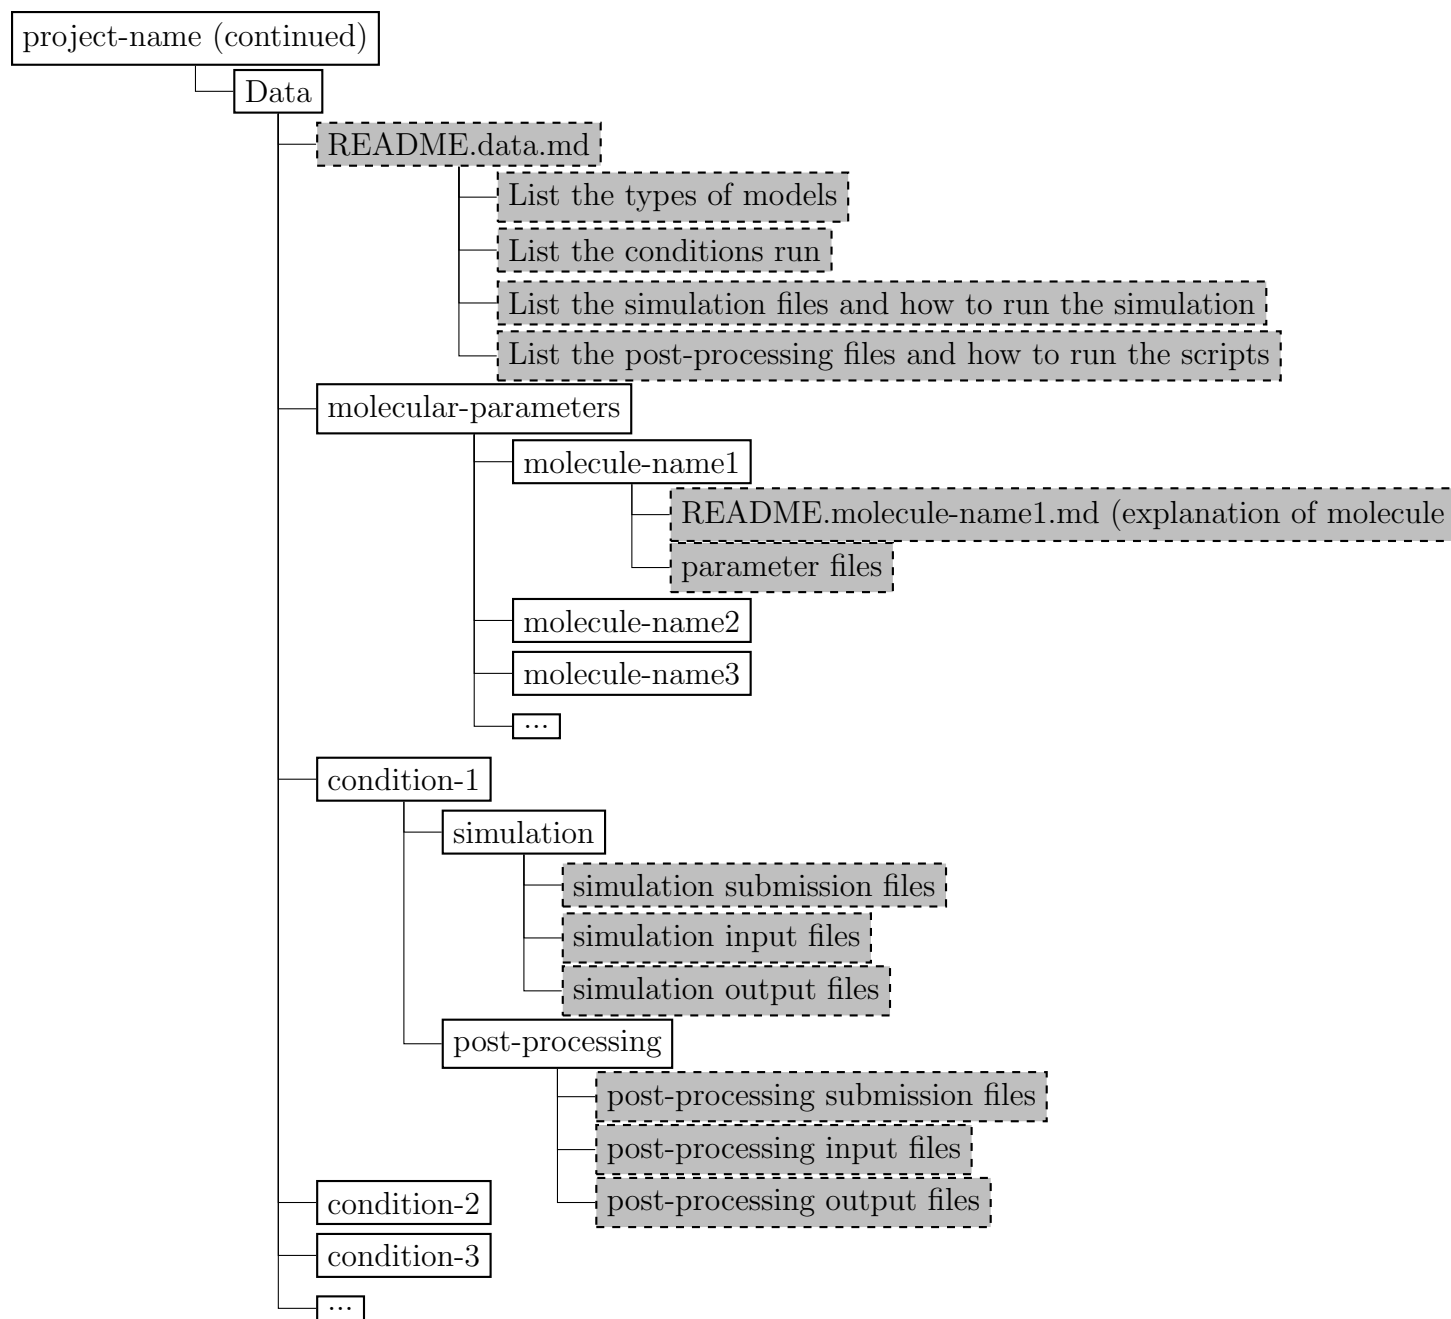 project-name (continued)
Data
README.data.md
List the types of models
List the conditions run
List the simulation files and how to run the simulation
List the post-processing files and how to run the scripts
molecular-parameters
molecule-name1
README.molecule-name1.md (explanation of molecule
parameter files
molecule-name2
molecule-name3
...
condition-1
simulation
simulation submission files
simulation input files
simulation output files
post-processing
post-processing submission files
post-processing input files
post-processing output files
condition-2
condition-3
...